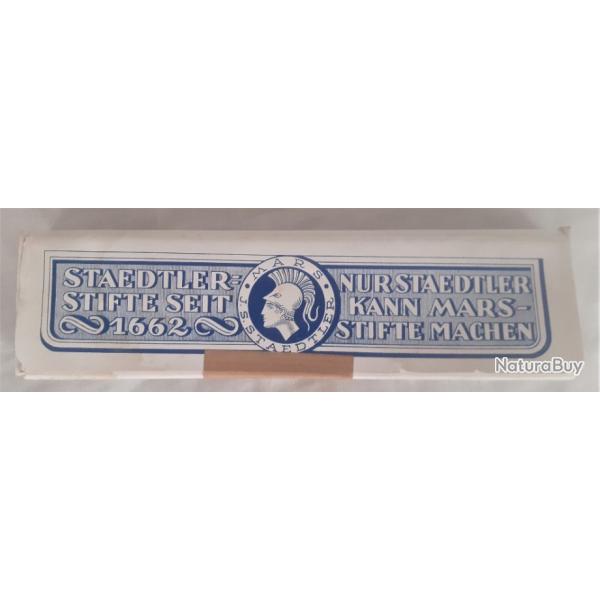 STAEDTLER=
STIFTE SEIT
1662
MARS
J.S.STAEDTLER
NUR STAEDTLER
KANN MARS-
STIFTE MACHEN
NaturaBuy